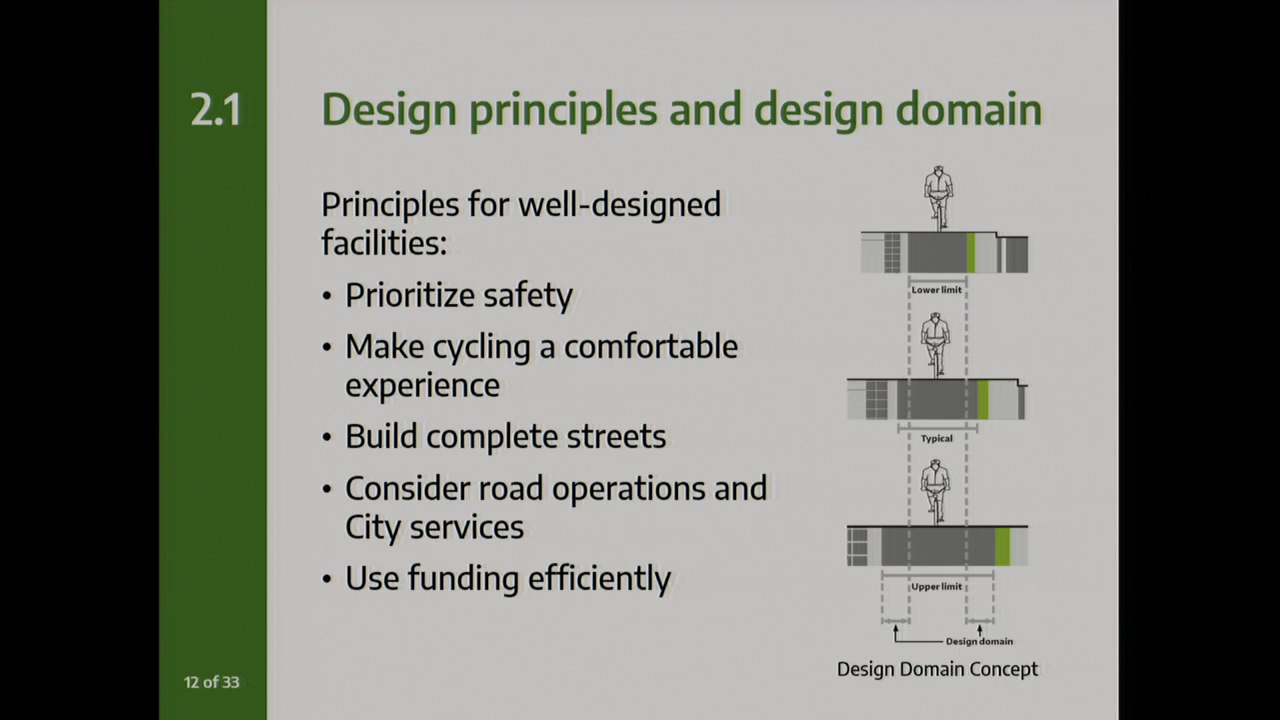 2.1
Design principles and design domain
Principles for well-designed
facilities:
• Prioritize safety
• Make cycling a comfortable
experience
• Build complete streets
• Consider road operations and
City services
• Use funding efficiently
Lower limit
Typical
Upper limit
Design domain
Design Domain Concept
12 of 33